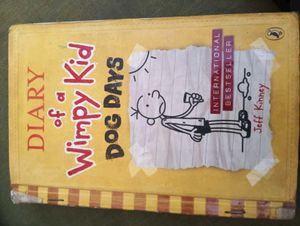 DIARY
of a
Wimpy Kid
DOG DAYS
INTERNATIONAL
BESTSELLER
Jeff Kinney